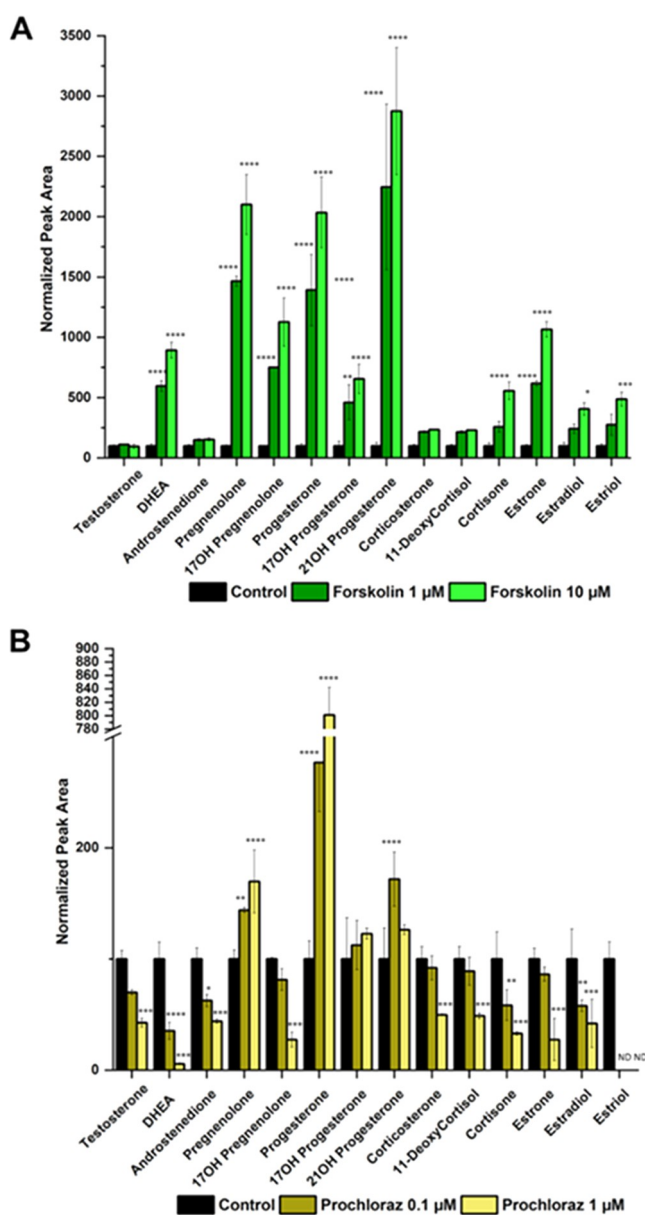 A
3500
3000
2500
2000
1500
1000
500
0
Normalized Peak Area
**** **** **** **** **** **** **** **** **** ** **** **** **** **** **** **** * ***
Testosterone
DHEA
Androstenedione
Pregnenolone
17OH Pregnenolone
Progesterone
17OH Progesterone
21OH Progesterone
Corticosterone
11-DeoxyCortisol
Cortisone
Estrone
Estradiol
Estriol
Control Forskolin 1 µM Forskolin 10 µM
B
900
880
860
840
820
800
780
200
0
Normalized Peak Area
*** **** *** * *** ** **** *** **** **** **** *** *** ** *** *** ** *** ND ND
Testosterone
DHEA
Androstenedione
Pregnenolone
17OH Pregnenolone
Progesterone
17OH Progesterone
21OH Progesterone
Corticosterone
11-DeoxyCortisol
Cortisone
Estrone
Estradiol
Estriol
Control Prochloraz 0.1 µM Prochloraz 1 µM